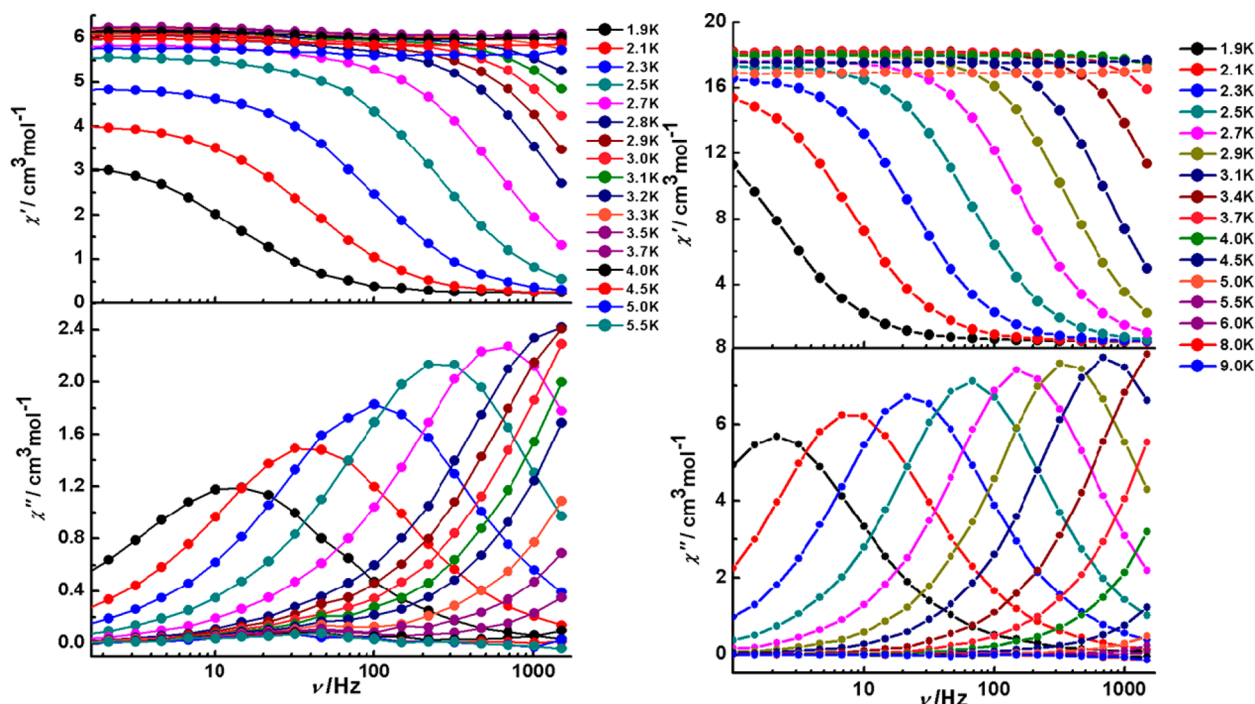 χ′/ cm³mol⁻¹
6
5
4
3
2
1
0
χ″/ cm³mol⁻¹
2.4
2.0
1.6
1.2
0.8
0.4
0.0
10
100
1000
ν/Hz
1.9K
2.1K
2.3K
2.5K
2.7K
2.8K
2.9K
3.0K
3.1K
3.2K
3.3K
3.5K
3.7K
4.0K
4.5K
5.0K
5.5K
χ′/ cm³mol⁻¹
20
16
12
8
4
8
χ″/ cm³mol⁻¹
6
4
2
0
10
100
1000
ν/Hz
1.9K
2.1K
2.3K
2.5K
2.7K
2.9K
3.1K
3.4K
3.7K
4.0K
4.5K
5.0K
5.5K
6.0K
8.0K
9.0K